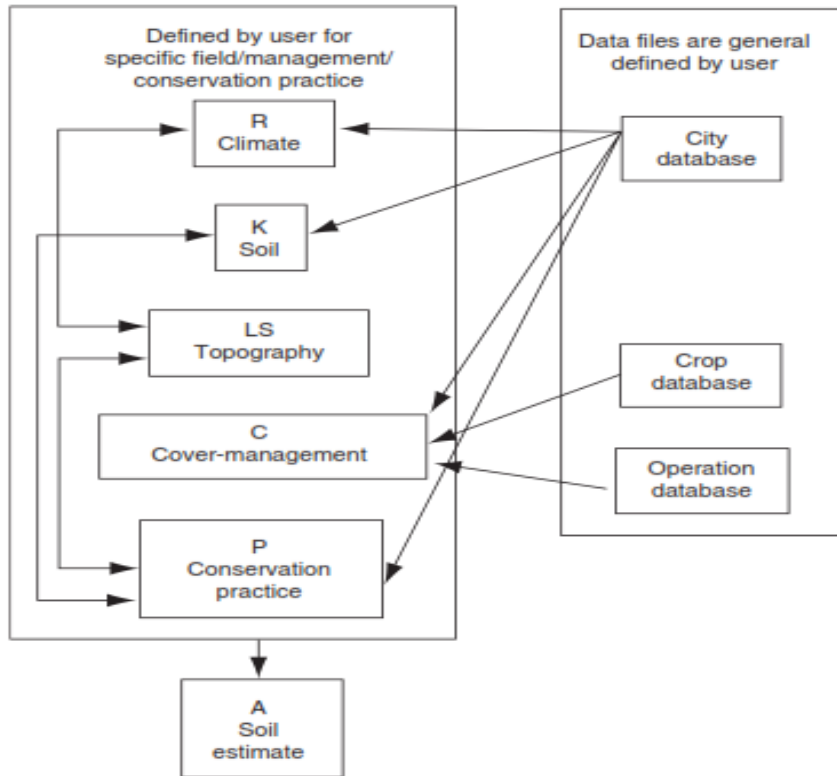 Defined by user for
specific field/management/
conservation practice
R
Climate
K
Soil
LS
Topography
C
Cover-management
P
Conservation
practice
A
Soil
estimate
Data files are general
defined by user
City
database
Crop
database
Operation
database